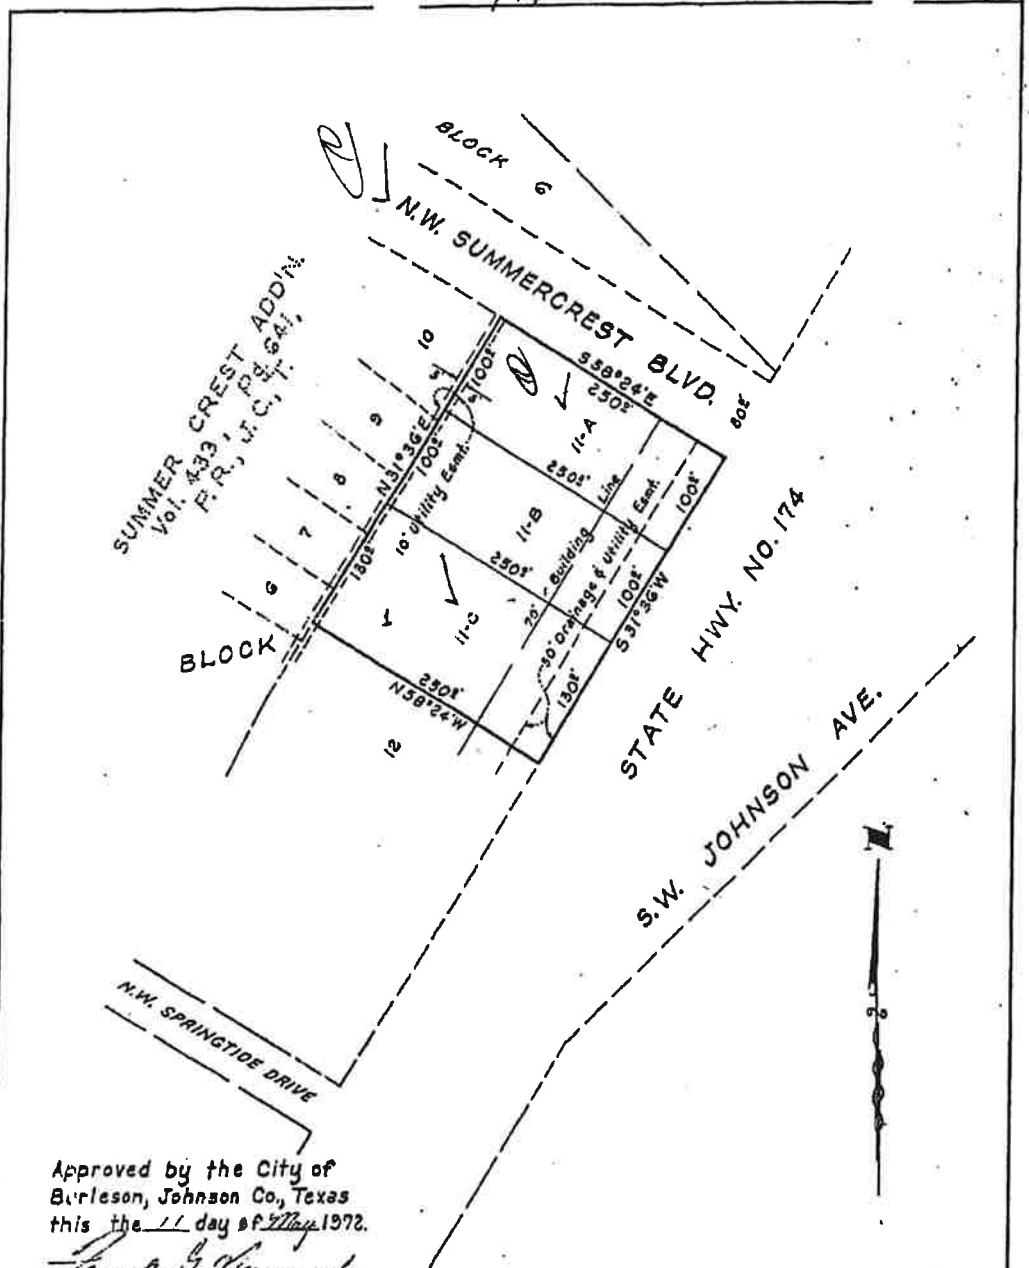 BLOCK 6
N.W. SUMMERCREST BLVD.
80'
SUMMER CREST ADD'N.
Vol. 433, Pg. 641,
P.R., J.C., T.
10
9
8
7
6
BLOCK 1
S58°24'E
250'
100'
11-A
5'
5'
N31°36'E
100'
250'
11-B
10' Utility Esmt.
130'
250'
11-C
250'
N58°24'W
12
70' Building Line
50' Drainage & Utility Esmt.
100'
100'
S31°36'W
130'
STATE HWY. NO. 174
S.W. JOHNSON AVE.
N
N.W. SPRINGTIDE DRIVE
Approved by the City of
Burleson, Johnson Co., Texas
this the 11 day of May 1972.